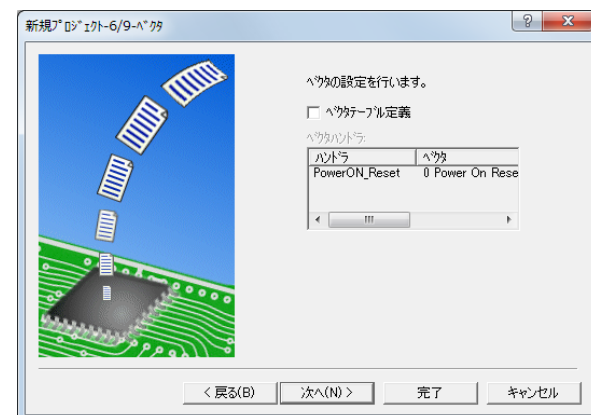 新規ﾌﾟﾛｼﾞｪｸﾄ-6/9-ﾍﾞｸﾀ
ﾍﾞｸﾀの設定を行います。
ﾍﾞｸﾀﾃｰﾌﾞﾙ定義
ﾍﾞｸﾀﾊﾝﾄﾞﾗ:
ﾊﾝﾄﾞﾗ ﾍﾞｸﾀ
PowerON_Reset 0 Power On Rese
< 戻る(B) 次へ(N) > 完了 キャンセル